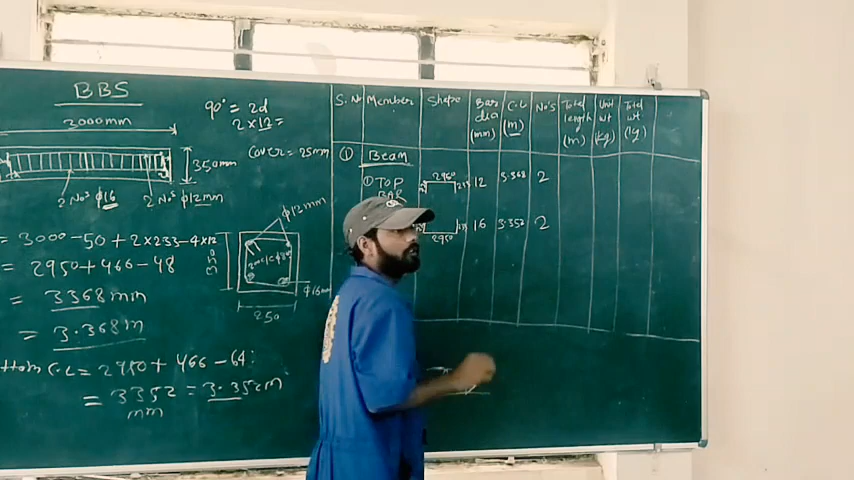 BBS
3000mm
350mm
2 Nos φ16
2 Nos φ12mm
90° = 2d
2 x 12 =
Cover = 25mm
φ12mm
350
φ16mm
250
= 3000 - 50 + 2 x 233 - 4 x 12
= 2950 + 466 - 48
= 3368 mm
= 3.368 m
C.L = 2950 + 466 - 64
= 3352 = 3.352 m
mm
S.N Member Shape Bar dia (mm) C.L (m) No's Total length (m) Unit wt (kg) Total wt (kg)
① Beam
① TOP BAR 2950 12 3.368 2
2950 16 3.352 2